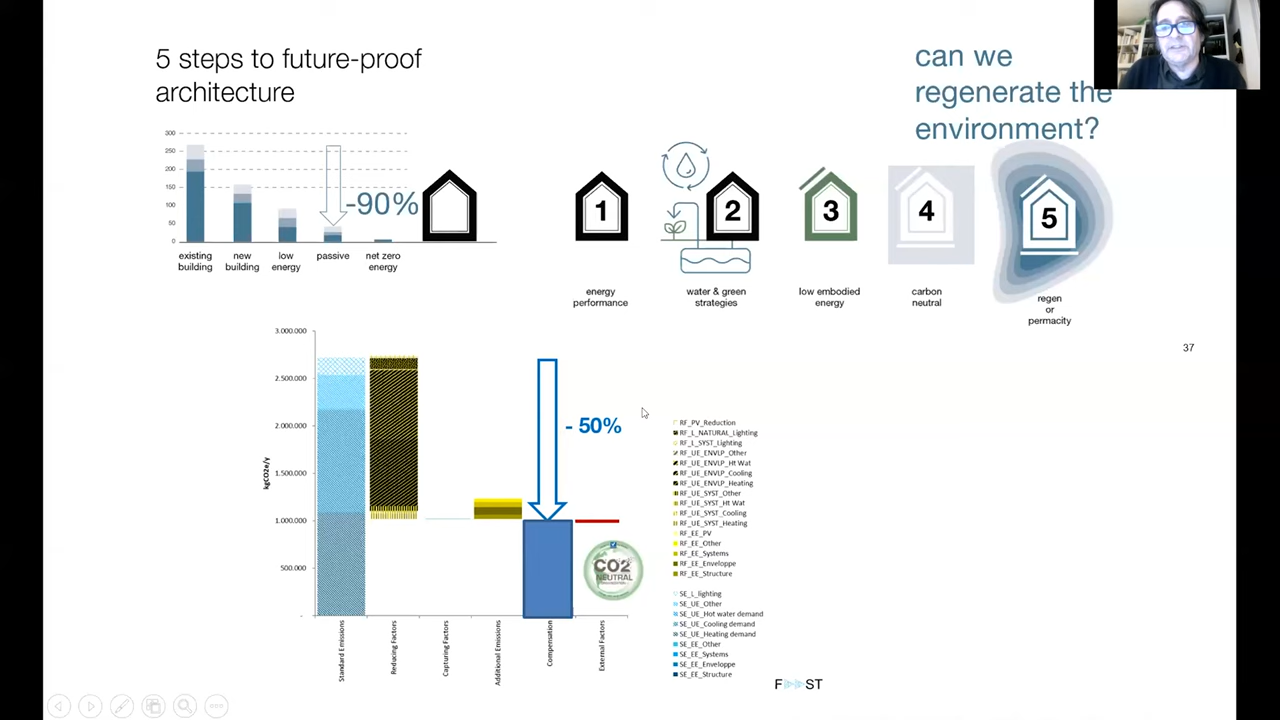 5 steps to future-proof
architecture
can we
regenerate the
environment?
300
250
200
150
100
50
0
-90%
existing
building
new
building
low
energy
passive
net zero
energy
1
2
3
4
5
energy
performance
water & green
strategies
low embodied
energy
carbon
neutral
regen
or
permacity
37
3.000.000
2.500.000
2.000.000
1.500.000
1.000.000
500.000
-
kgCO2e/y
- 50%
CO2
NEUTRAL
Standard Emissions
Reducing Factors
Capturing Factors
Additional Emissions
Compensation
External Factors
RF_PV_Reduction
RF_L_NATURAL_Lighting
RF_L_SYST_Lighting
RF_UE_ENVLP_Other
RF_UE_ENVLP_Ht Wat
RF_UE_ENVLP_Cooling
RF_UE_ENVLP_Heating
RF_UE_SYST_Other
RF_UE_SYST_Ht Wat
RF_UE_SYST_Cooling
RF_UE_SYST_Heating
RF_EE_PV
RF_EE_Other
RF_EE_Systems
RF_EE_Enveloppe
RF_EE_Structure
SE_L_lighting
SE_UE_Other
SE_UE_Hot water demand
SE_UE_Cooling demand
SE_UE_Heating demand
SE_EE_Other
SE_EE_Systems
SE_EE_Enveloppe
SE_EE_Structure
F ST